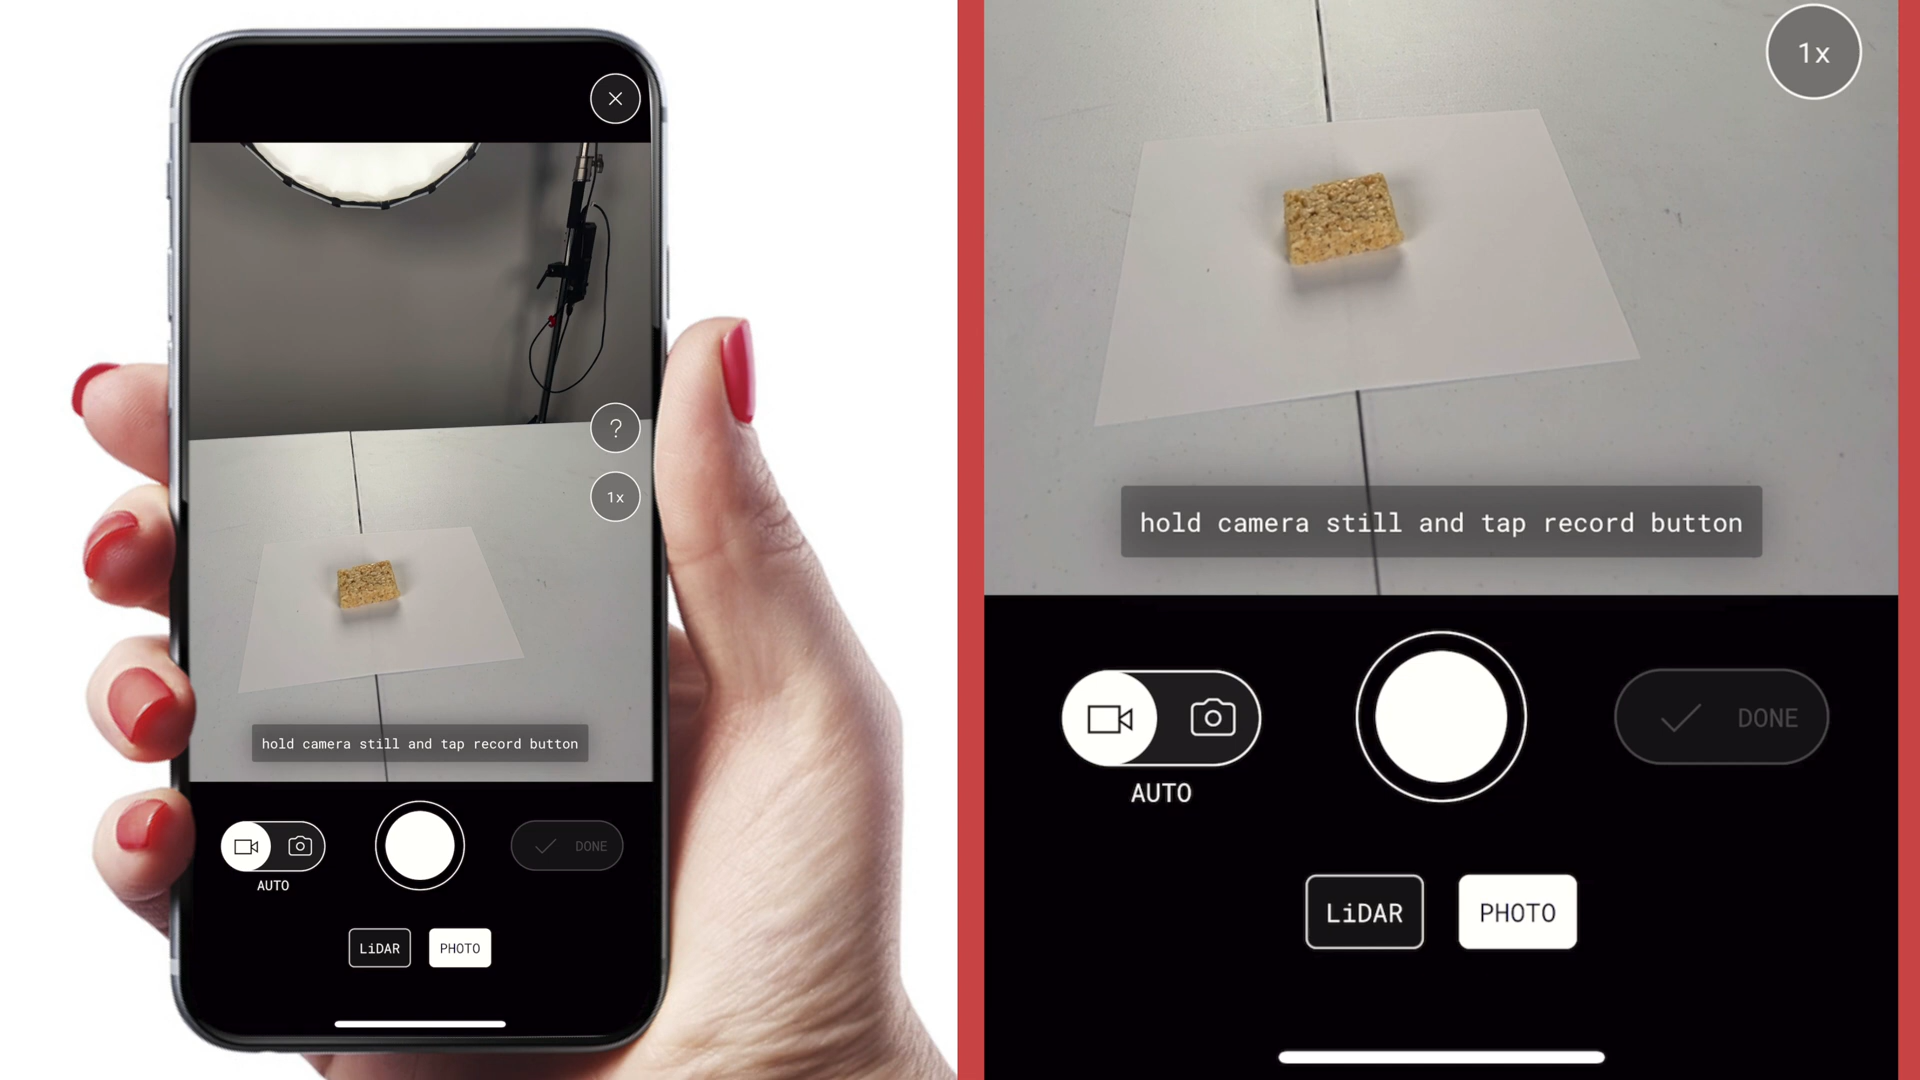 ?
1x
hold camera still and tap record button
AUTO
DONE
LiDAR
PHOTO
1x
hold camera still and tap record button
DONE
AUTO
LiDAR
PHOTO